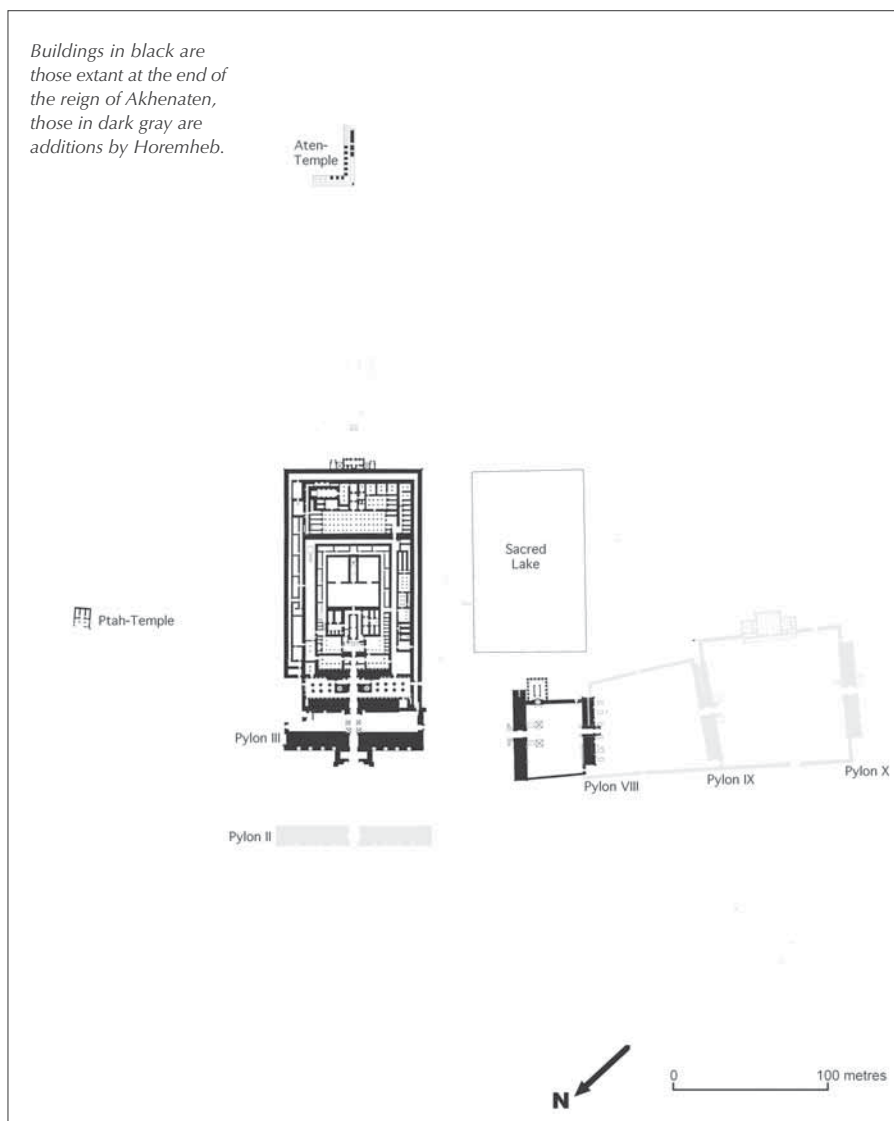 Buildings in black are
those extant at the end of
the reign of Akhenaten,
those in dark gray are
additions by Horemheb.
Aten-
Temple
Sacred
Lake
Ptah-Temple
Pylon III
Pylon VIII
Pylon IX
Pylon X
Pylon II
N
0
100 metres